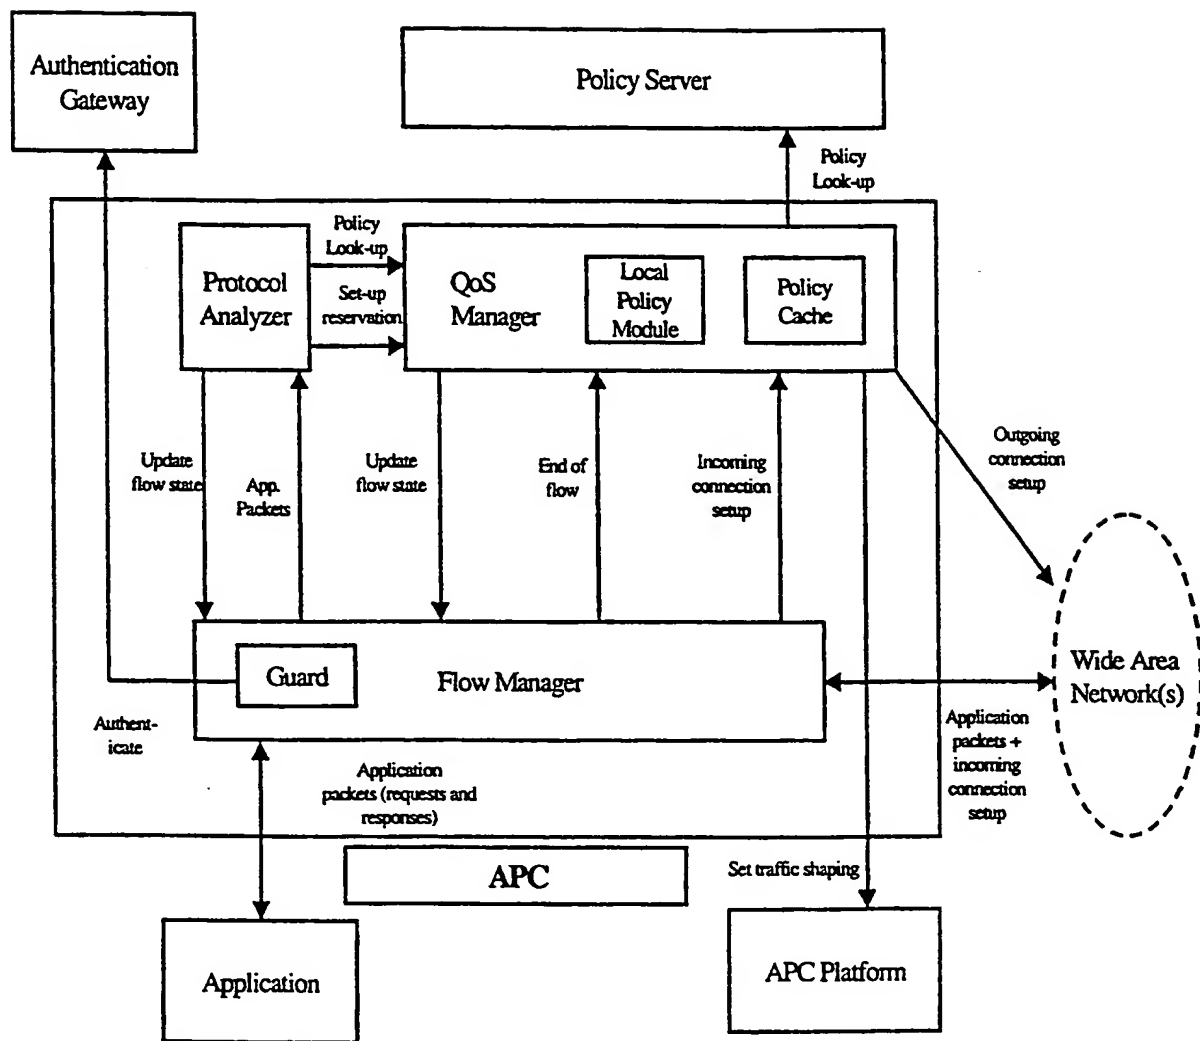 Authentication
Gateway
Policy Server
Policy
Look-up
Policy
Look-up
Set-up
reservation
Protocol
Analyzer
QoS
Manager
Local
Policy
Module
Policy
Cache
Update
flow state
App.
Packets
Update
flow state
End of
flow
Incoming
connection
setup
Outgoing
connection
setup
Guard
Flow Manager
Wide Area
Network(s)
Authent-
icate
Application
packets (requests and
responses)
Application
packets +
incoming
connection
setup
APC
Set traffic shaping
Application
APC Platform